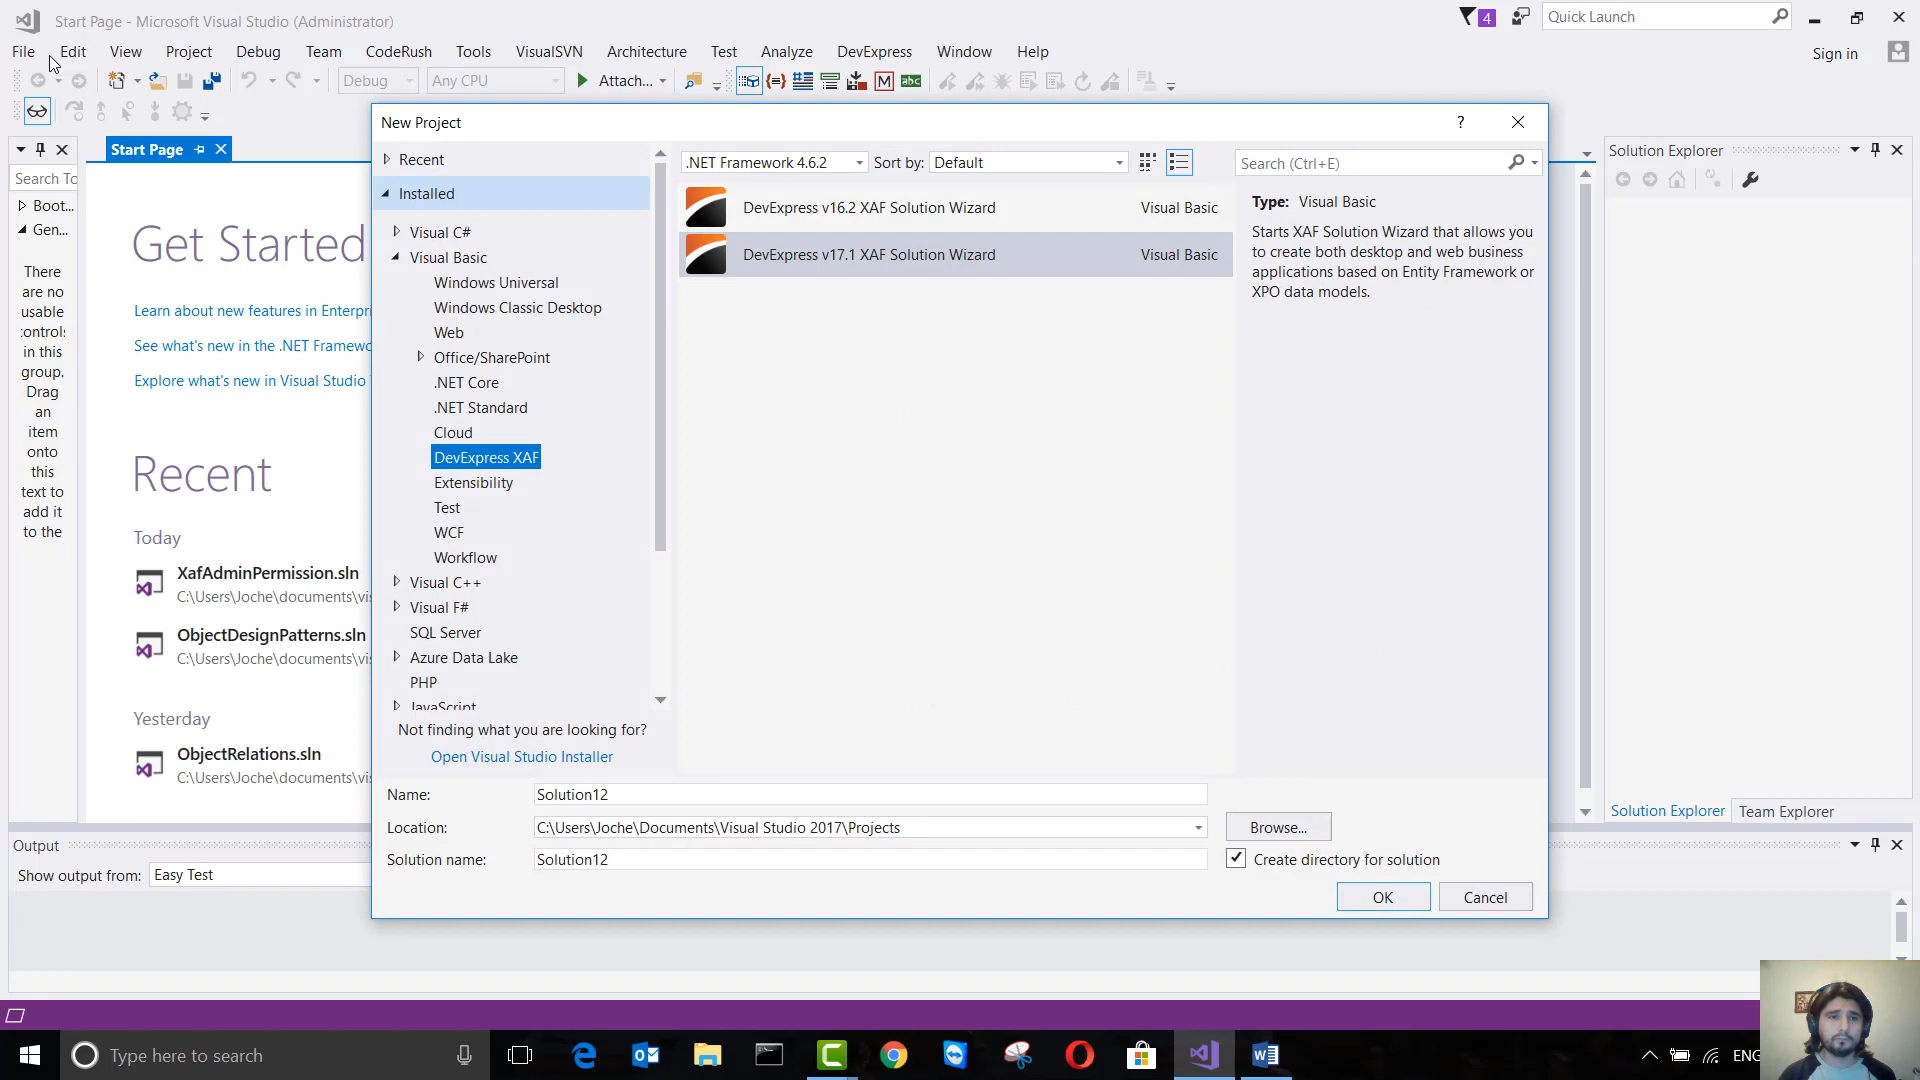 Start Page - Microsoft Visual Studio (Administrator)
4
Quick Launch
File Edit View Project Debug Team CodeRush Tools VisualSVN Architecture Test Analyze DevExpress Window Help
Sign in
Debug Any CPU Attach...
Start Page
Search To
Boot...
Gen...
There
are no
usable
controls
in this
group.
Drag
an
item
onto
this
text to
add it
to the
Get Started
Learn about new features in Enterpri
See what's new in the .NET Framewo
Explore what's new in Visual Studio
Recent
Today
XafAdminPermission.sln
C:\Users\Joche\documents\vis
ObjectDesignPatterns.sln
C:\Users\Joche\documents\vis
Yesterday
ObjectRelations.sln
C:\Users\Joche\documents\vis
New Project
?
Recent
Installed
Visual C#
Visual Basic
Windows Universal
Windows Classic Desktop
Web
Office/SharePoint
.NET Core
.NET Standard
Cloud
DevExpress XAF
Extensibility
Test
WCF
Workflow
Visual C++
Visual F#
SQL Server
Azure Data Lake
PHP
JavaScript
Not finding what you are looking for?
Open Visual Studio Installer
.NET Framework 4.6.2 Sort by: Default
Search (Ctrl+E)
DevExpress v16.2 XAF Solution Wizard Visual Basic
DevExpress v17.1 XAF Solution Wizard Visual Basic
Type: Visual Basic
Starts XAF Solution Wizard that allows you
to create both desktop and web business
applications based on Entity Framework or
XPO data models.
Name: Solution12
Location: C:\Users\Joche\Documents\Visual Studio 2017\Projects
Browse...
Solution name: Solution12
Create directory for solution
OK Cancel
Solution Explorer
Solution Explorer Team Explorer
Output
Show output from: Easy Test
Type here to search
ENG